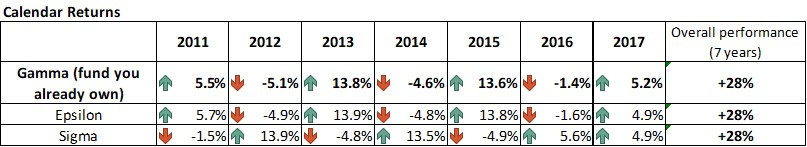 Calendar Returns
2011 2012 2013 2014 2015 2016 2017 Overall performance (7 years)
Gamma (fund you already own) 5.5% -5.1% 13.8% -4.6% 13.6% -1.4% 5.2% +28%
Epsilon 5.7% -4.9% 13.9% -4.8% 13.8% -1.6% 4.9% +28%
Sigma -1.5% 13.9% -4.8% 13.5% -4.9% 5.6% 4.9% +28%